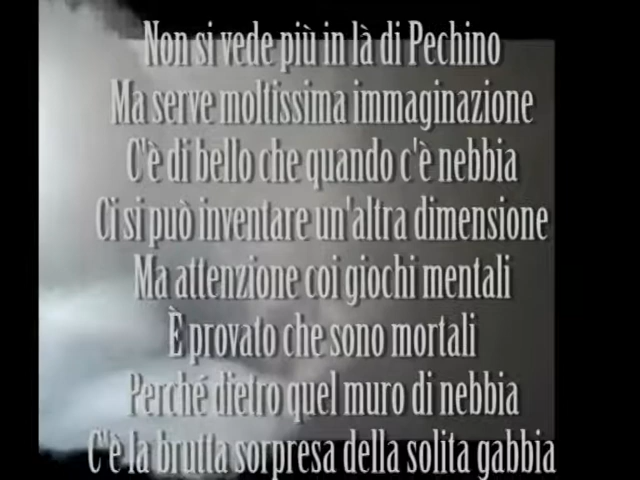 Non si vede più in là di Pechino
Ma serve moltissima immaginazione
C'è di bello che quando c'è nebbia
Ci si può inventare un'altra dimensione
Ma attenzione coi giochi mentali
È provato che sono mortali
Perché dietro quel muro di nebbia
C'è la brutta sorpresa della solita gabbia